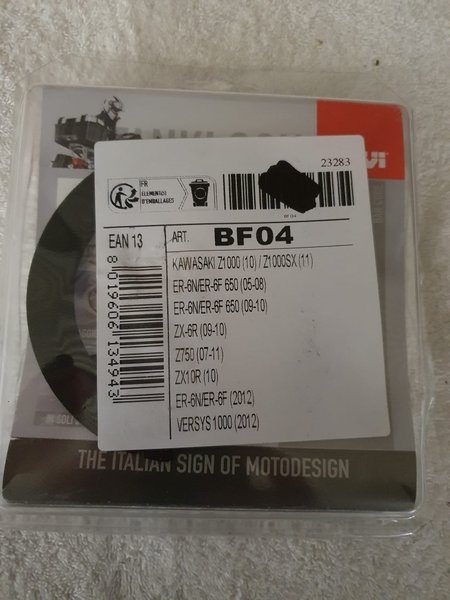 23283
FR
ÉLÉMENTS
D'EMBALLAGES
BF04
EAN 13
ART. BF04
8 019606 134943
KAWASAKI Z1000 (10) / Z1000SX (11)
ER-6N/ER-6F 650 (05-08)
ER-6N/ER-6F 650 (09-10)
ZX-6R (09-10)
Z750 (07-11)
ZX10R (10)
ER-6N/ER-6F (2012)
VERSYS 1000 (2012)
THE ITALIAN SIGN OF MOTODESIGN